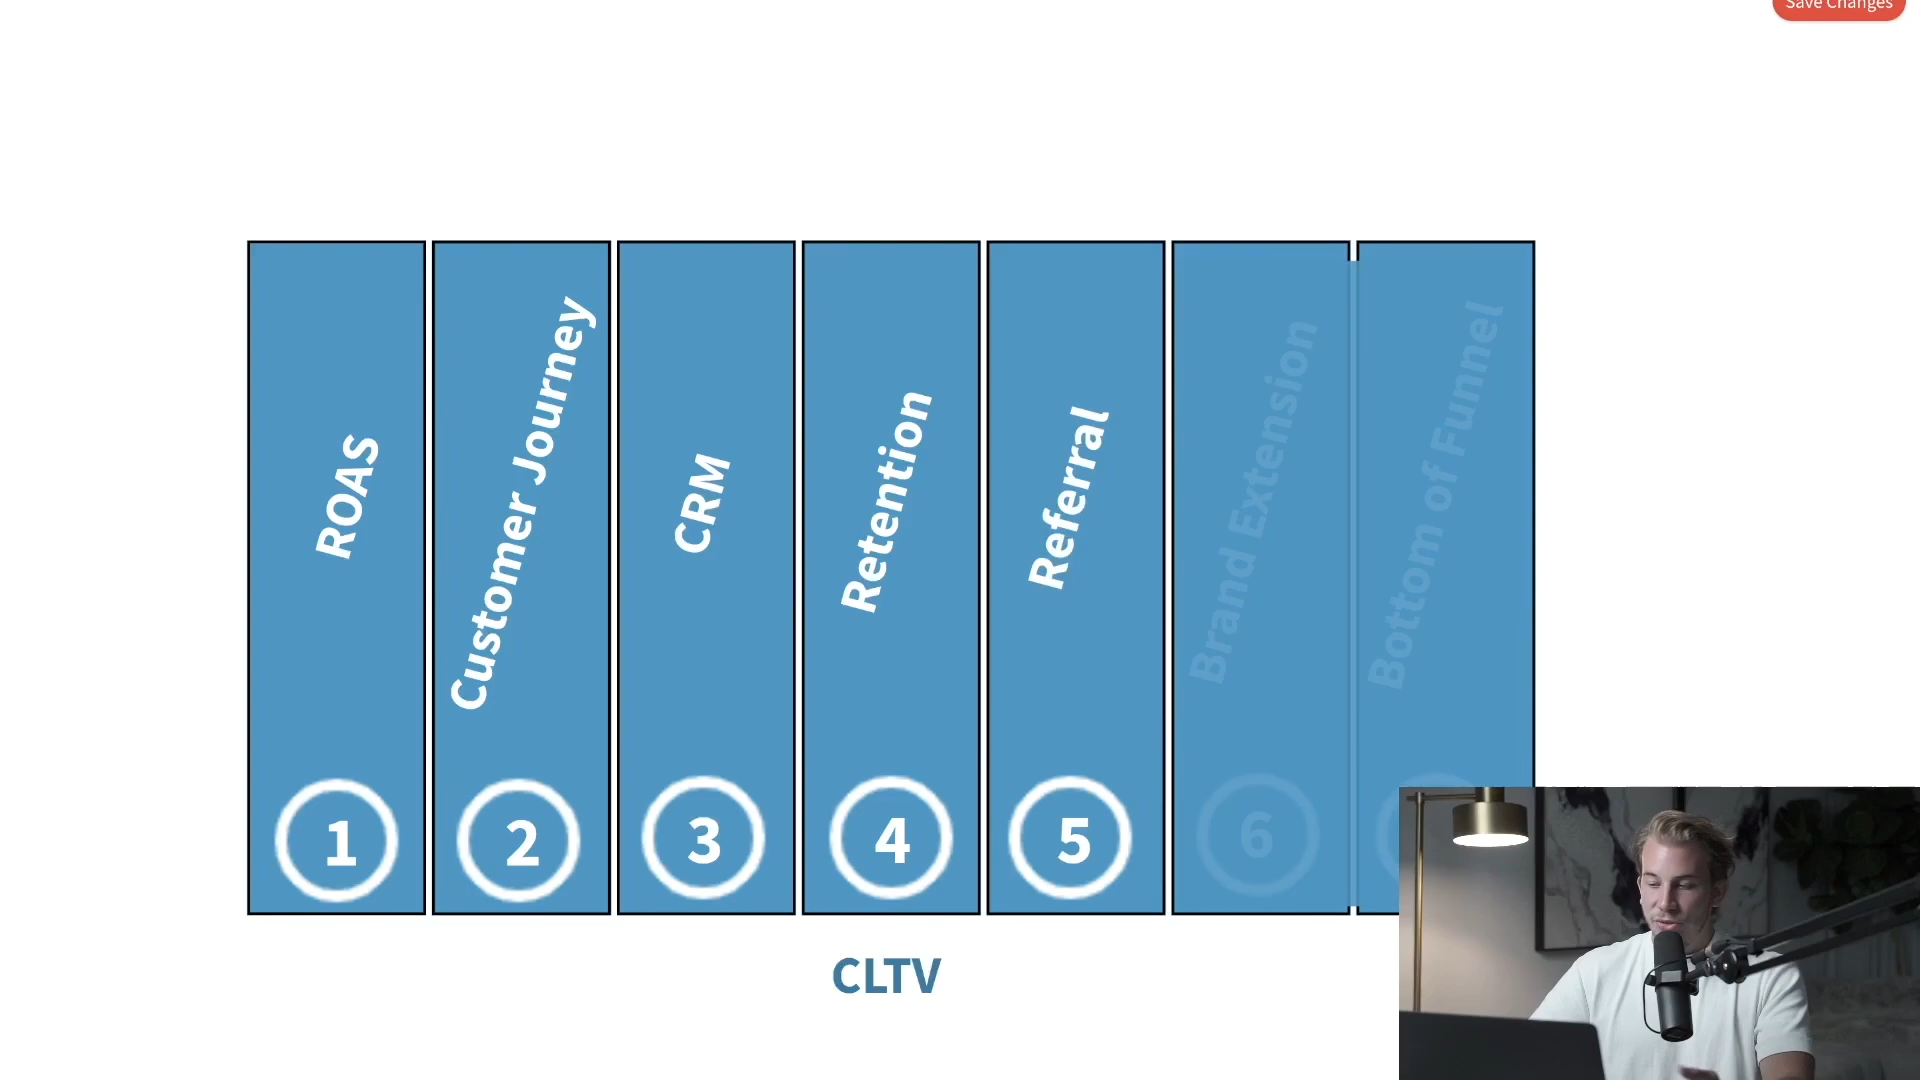 Save Changes
ROAS
Customer Journey
CRM
Retention
Referral
Brand Extension
Bottom of Funnel
1
2
3
4
5
6
CLTV